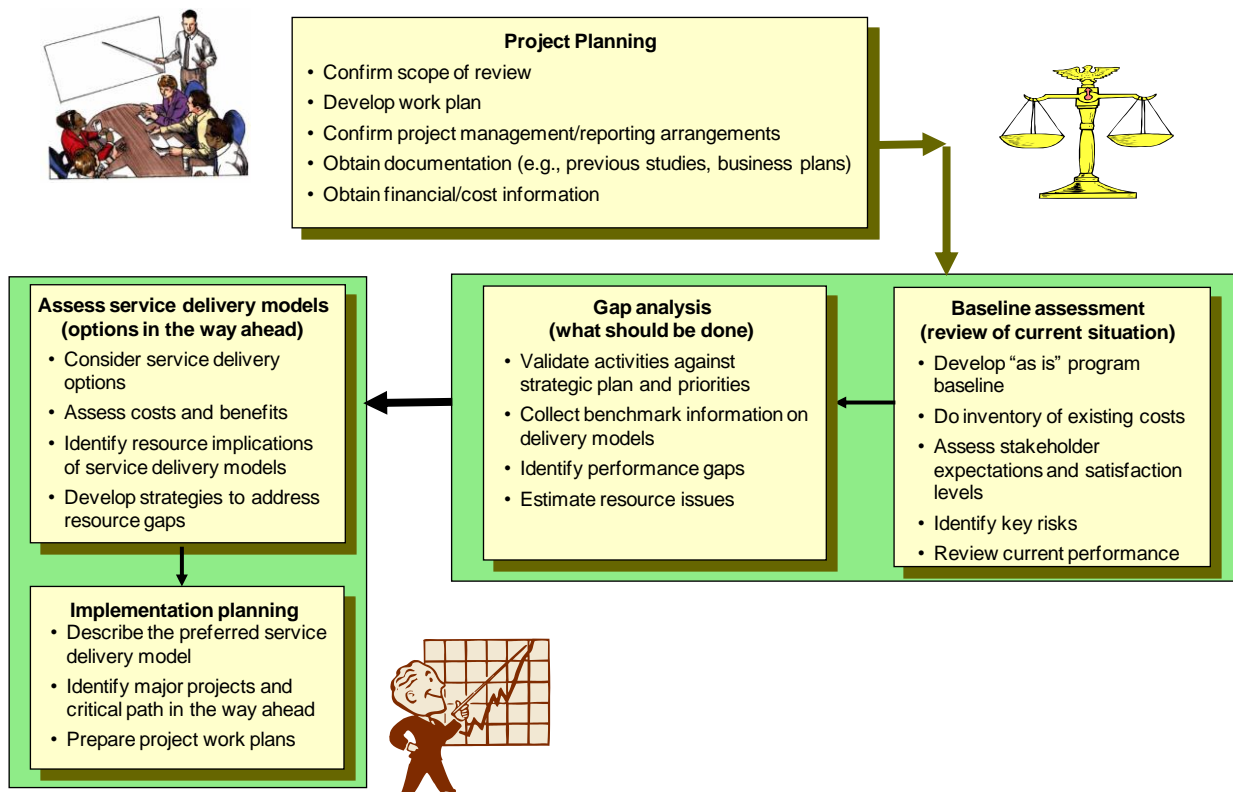 Project Planning
• Confirm scope of review
• Develop work plan
• Confirm project management/reporting arrangements
• Obtain documentation (e.g., previous studies, business plans)
• Obtain financial/cost information
Baseline assessment
(review of current situation)
• Develop “as is” program
baseline
• Do inventory of existing costs
• Assess stakeholder
expectations and satisfaction
levels
• Identify key risks
• Review current performance
Gap analysis
(what should be done)
• Validate activities against
strategic plan and priorities
• Collect benchmark information on
delivery models
• Identify performance gaps
• Estimate resource issues
Assess service delivery models
(options in the way ahead)
• Consider service delivery
options
• Assess costs and benefits
• Identify resource implications
of service delivery models
• Develop strategies to address
resource gaps
Implementation planning
• Describe the preferred service
delivery model
• Identify major projects and
critical path in the way ahead
• Prepare project work plans